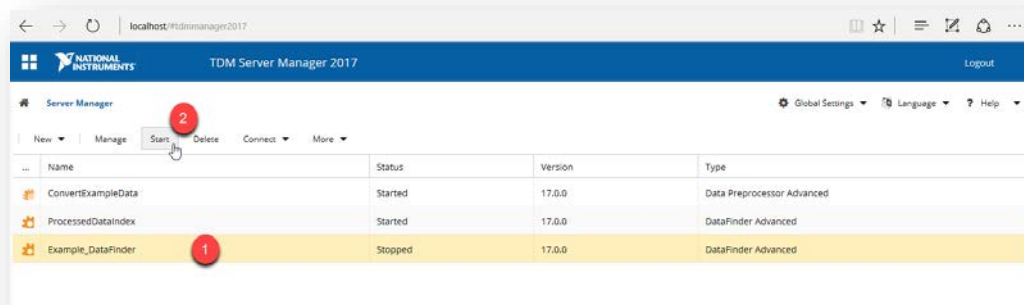 localhost/#tdmmanager2017
NATIONAL INSTRUMENTS TDM Server Manager 2017 Logout
Server Manager Global Settings Language ? Help
2
New Manage Start Delete Connect More
... Name Status Version Type
ConvertExampleData Started 17.0.0 Data Preprocessor Advanced
ProcessedDataIndex Started 17.0.0 DataFinder Advanced
Example_DataFinder 1 Stopped 17.0.0 DataFinder Advanced